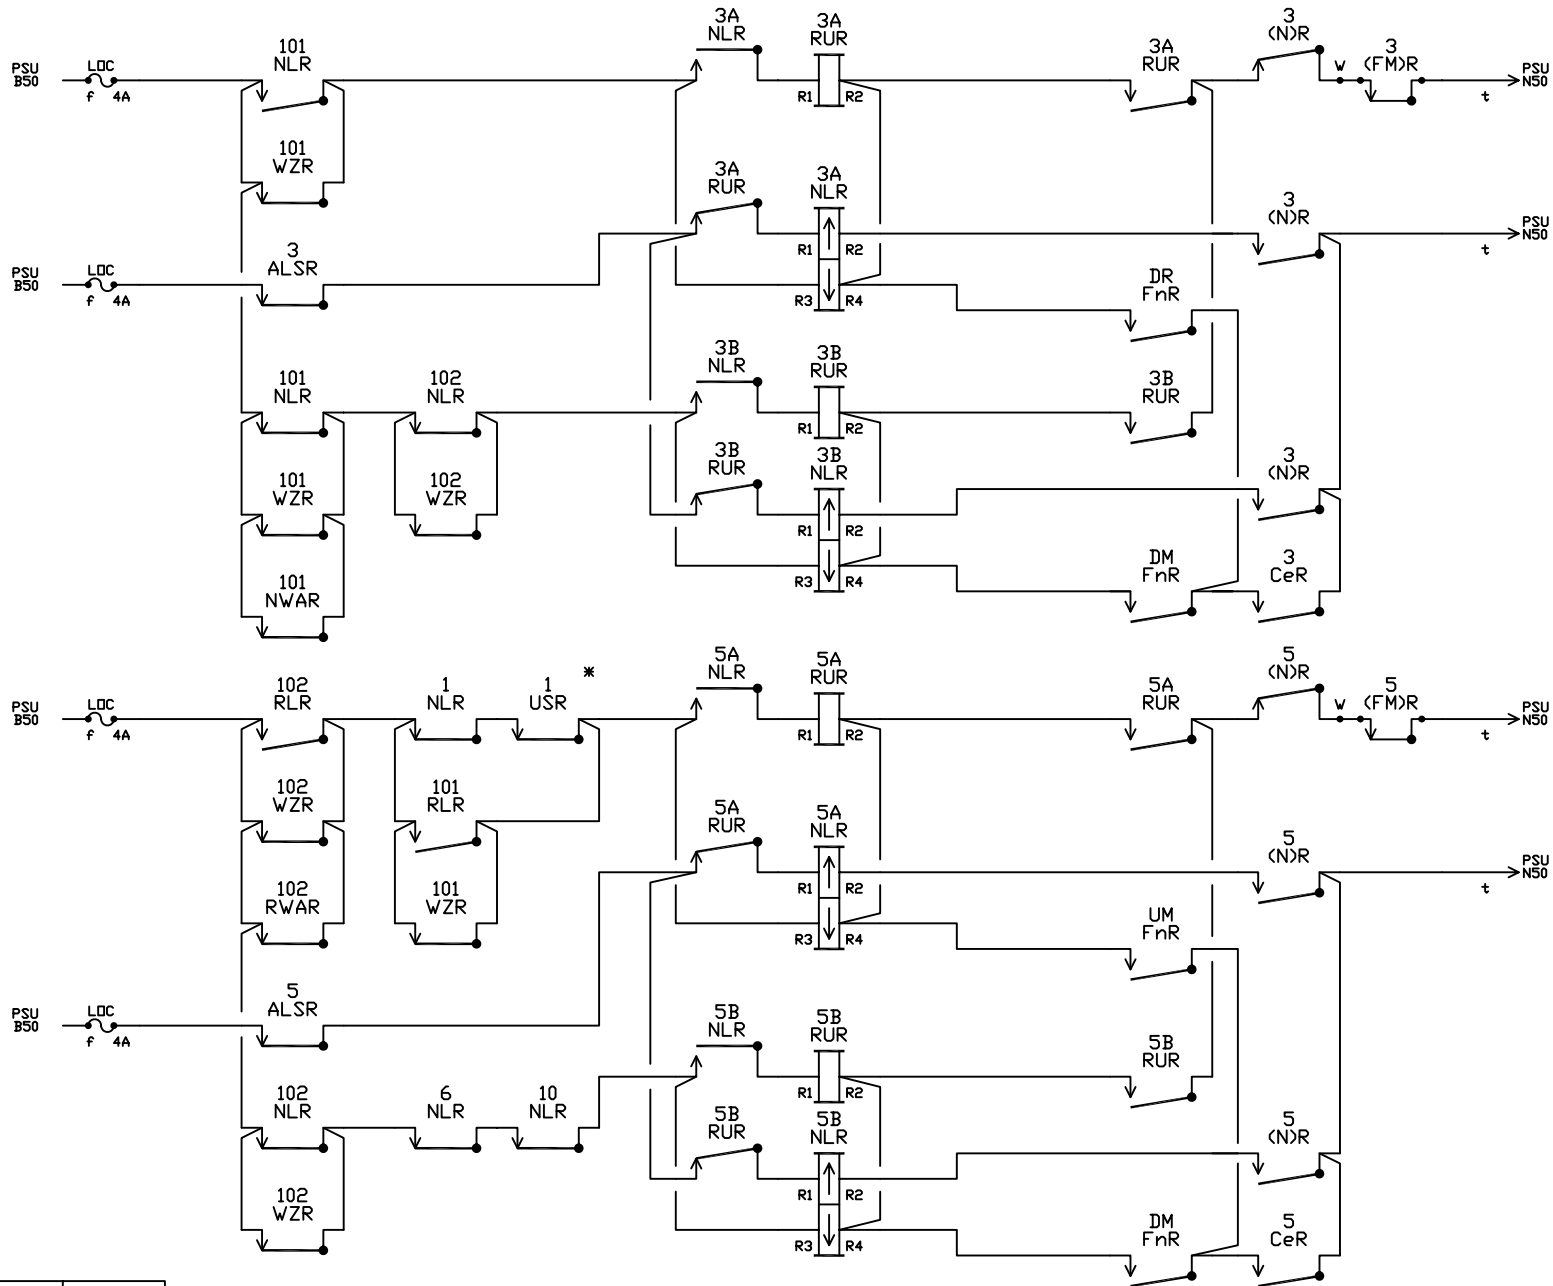 3A
NLR
3A
RUR
3
(N)R
101
NLR
3A
RUR
3
(FM)R
PSU
B50
LOC
f 4A
R1 R2
W
PSU
N50
t
101
WZR
3A
RUR
3A
NLR
3
(N)R
PSU
N50
R1 R2
t
3
ALSR
PSU
B50
LOC
f 4A
R3 R4
DR
FnR
101
NLR
102
NLR
3B
NLR
3B
RUR
3B
RUR
R1 R2
101
WZR
102
WZR
3B
RUR
3B
NLR
3
(N)R
R1 R2
101
NWAR
R3 R4
DM
FnR
3
CeR
102
RLR
1
NLR
1
USR
*
5A
NLR
5A
RUR
5A
RUR
5
(N)R
5
(FM)R
PSU
B50
LOC
f 4A
R1 R2
W
PSU
N50
t
102
WZR
101
RLR
5A
RUR
5A
NLR
5
(N)R
PSU
N50
R1 R2
t
102
RWAR
101
WZR
R3 R4
UM
FnR
5
ALSR
PSU
B50
LOC
f 4A
5B
NLR
5B
RUR
5B
RUR
R1 R2
102
NLR
6
NLR
10
NLR
5B
RUR
5B
NLR
5
(N)R
R1 R2
102
WZR
R3 R4
DM
FnR
5
CeR